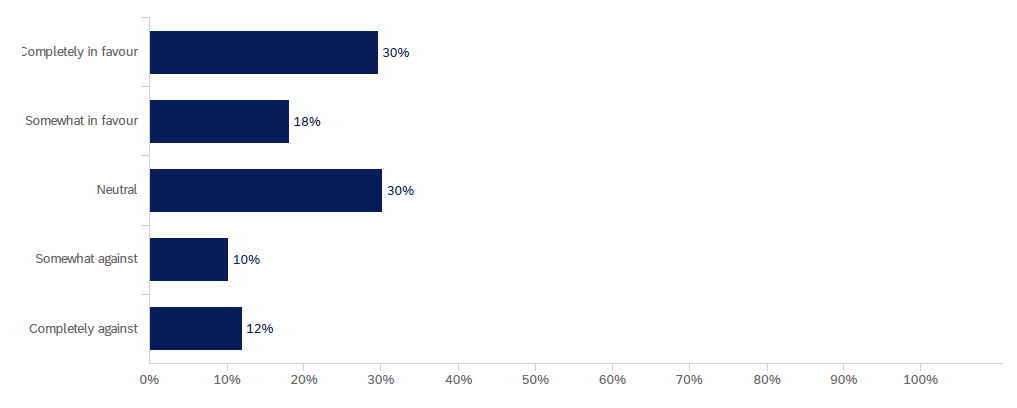 Completely in favour 30%
Somewhat in favour 18%
Neutral 30%
Somewhat against 10%
Completely against 12%
0% 10% 20% 30% 40% 50% 60% 70% 80% 90% 100%